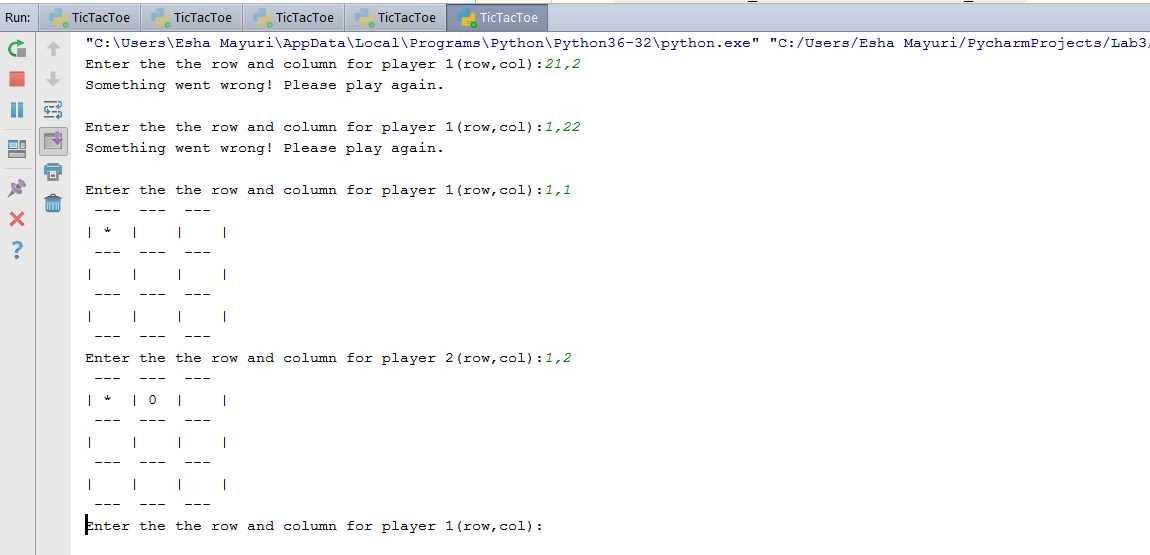 Run: TicTacToe TicTacToe TicTacToe TicTacToe TicTacToe
"C:\Users\Esha Mayuri\AppData\Local\Programs\Python\Python36-32\python.exe" "C:/Users/Esha Mayuri/PycharmProjects/Lab3/
Enter the the row and column for player 1(row,col):21,2
Something went wrong! Please play again.
Enter the the row and column for player 1(row,col):1,22
Something went wrong! Please play again.
Enter the the row and column for player 1(row,col):1,1
 ---  ---  ---
| *  |    |    |
 ---  ---  ---
|    |    |    |
 ---  ---  ---
|    |    |    |
 ---  ---  ---
Enter the the row and column for player 2(row,col):1,2
 ---  ---  ---
| *  | 0  |    |
 ---  ---  ---
|    |    |    |
 ---  ---  ---
|    |    |    |
 ---  ---  ---
Enter the the row and column for player 1(row,col):